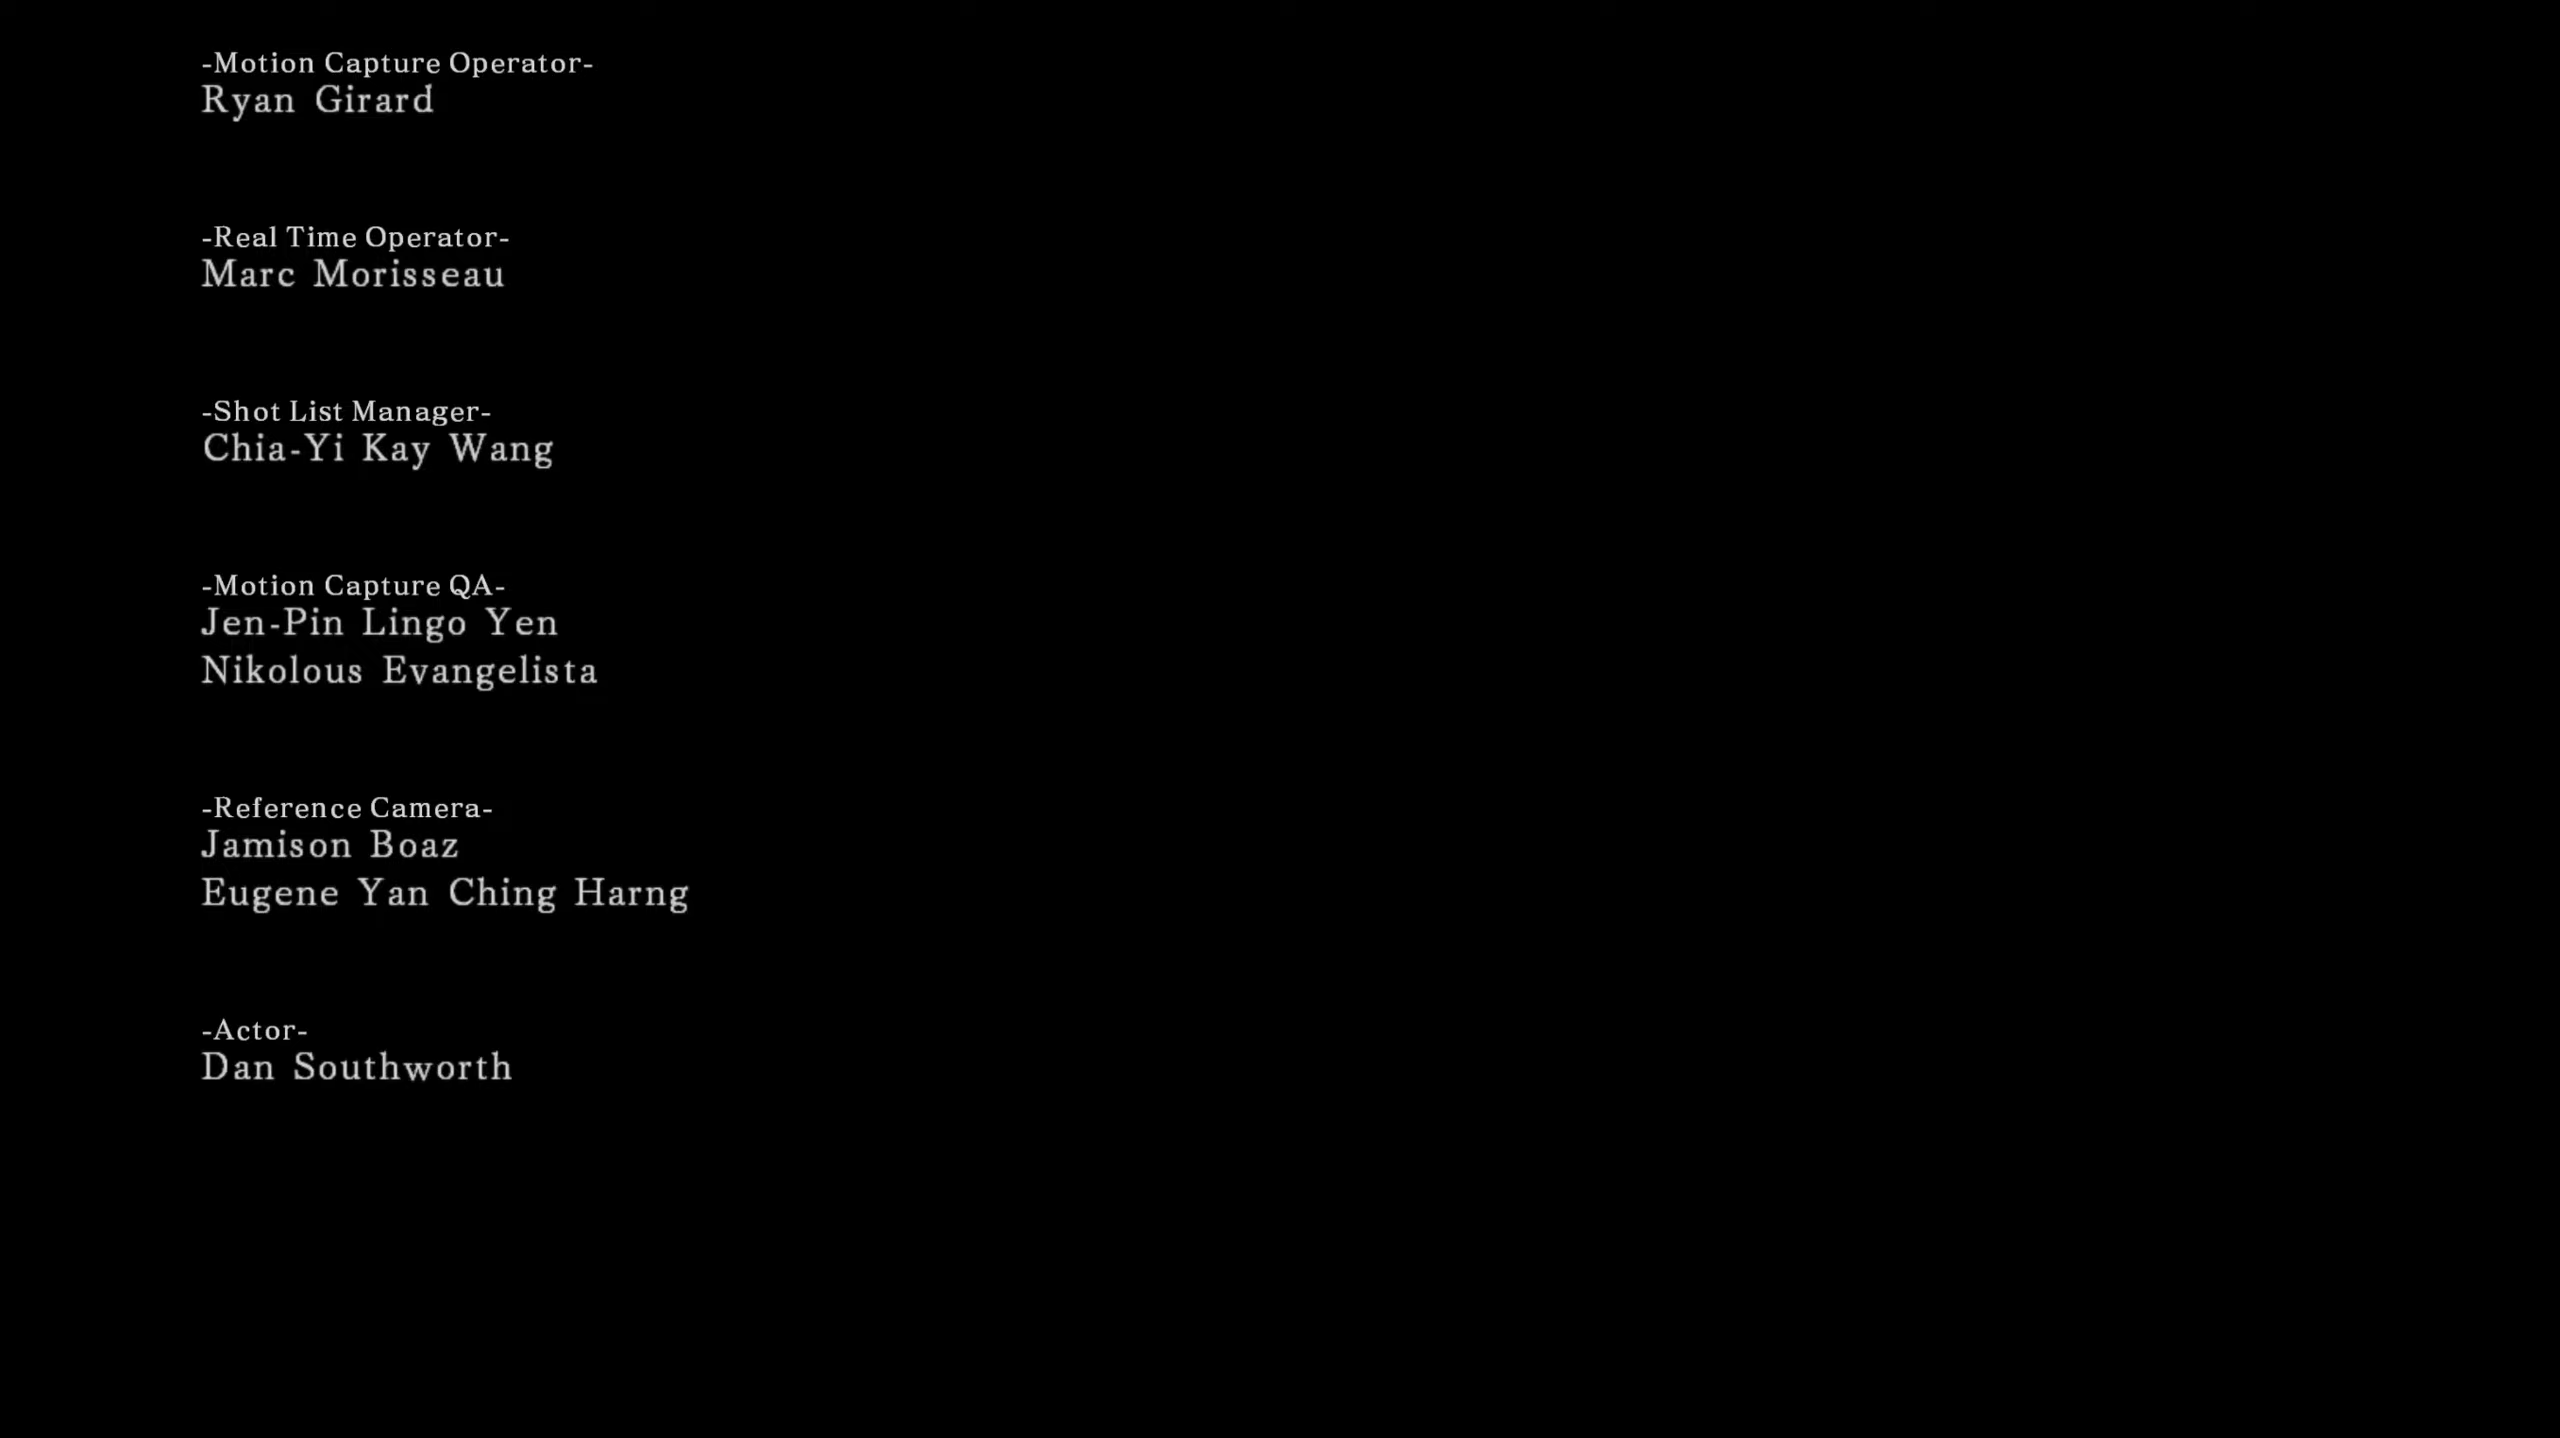 -Motion Capture Operator-
Ryan Girard
-Real Time Operator-
Marc Morisseau
-Shot List Manager-
Chia-Yi Kay Wang
-Motion Capture QA-
Jen-Pin Lingo Yen
Nikolous Evangelista
-Reference Camera-
Jamison Boaz
Eugene Yan Ching Harng
-Actor-
Dan Southworth